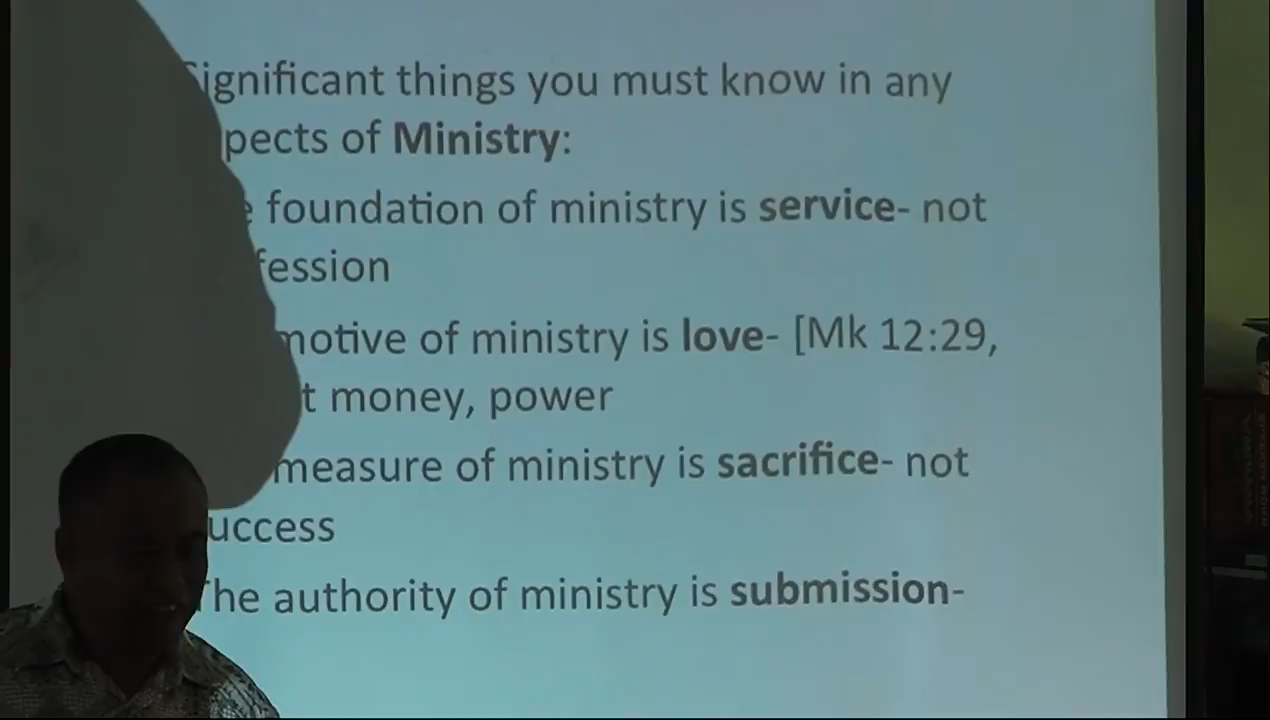 Significant things you must know in any
pects of Ministry:
foundation of ministry is service- not
fession
motive of ministry is love- [Mk 12:29,
t money, power
measure of ministry is sacrifice- not
uccess
The authority of ministry is submission-